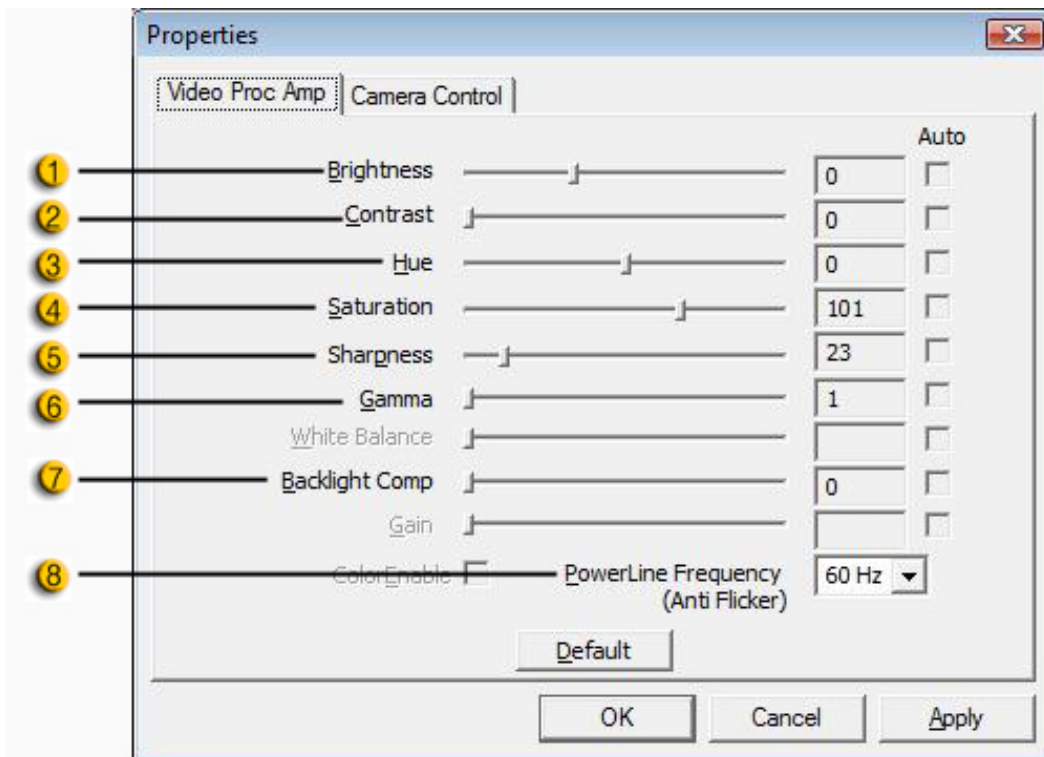 Properties
Video Proc Amp
Camera Control
Auto
1 Brightness 0
2 Contrast 0
3 Hue 0
4 Saturation 101
5 Sharpness 23
6 Gamma 1
White Balance
7 Backlight Comp 0
Gain
8 ColorEnable PowerLine Frequency 60 Hz
(Anti Flicker)
Default
OK Cancel Apply